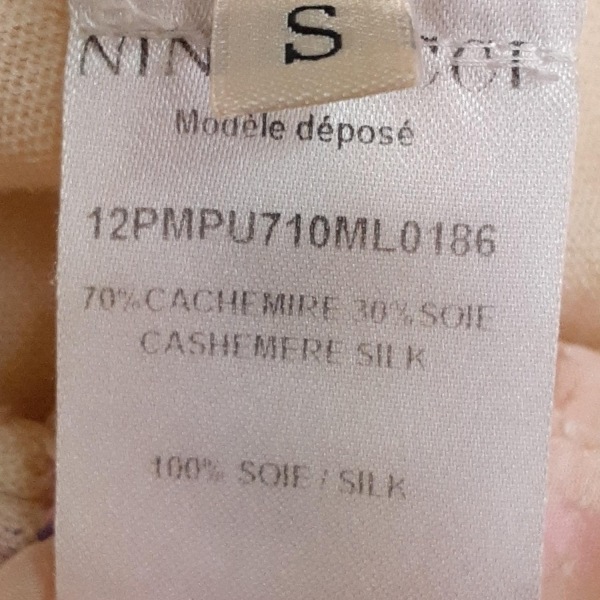 S
Modèle déposé
12PMPU710ML0186
70%CACHEMIRE 30%SOIE
CASHEMERE SILK
100% SOIE / SILK